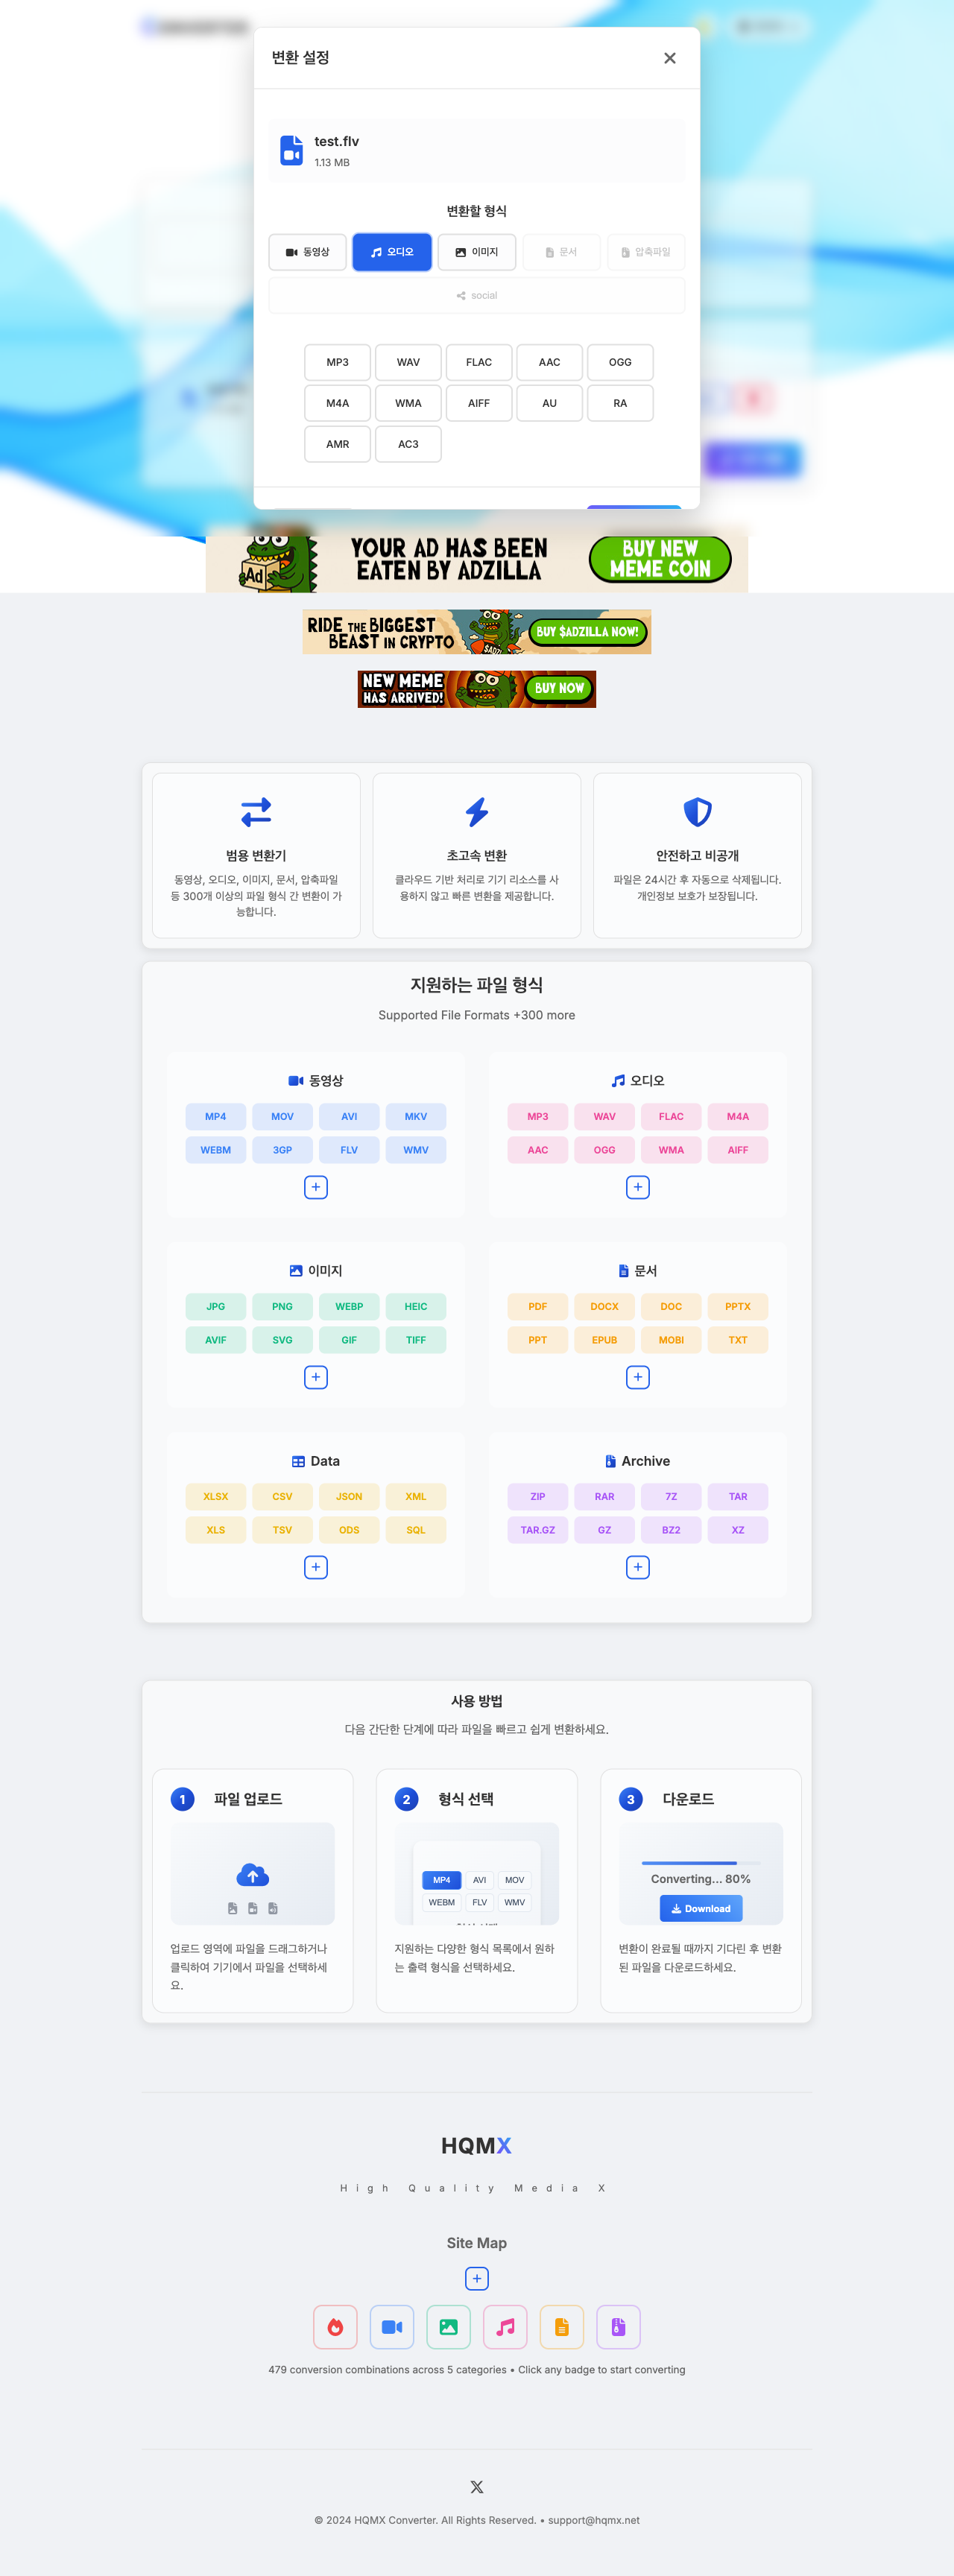 변환 설정
test.flv
1.13 MB
변환할 형식
동영상
오디오
이미지
문서
압축파일
social
MP3
WAV
FLAC
AAC
OGG
M4A
WMA
AIFF
AU
RA
AMR
AC3
Ad
YOUR AD HAS BEEN
EATEN BY ADZILLA
BUY NEW
MEME COIN
RIDE THE BIGGEST
BEAST IN CRYPTO
BUY $ADZILLA NOW!
NEW MEME
HAS ARRIVED!
BUY NOW
범용 변환기
동영상, 오디오, 이미지, 문서, 압축파일
등 300개 이상의 파일 형식 간 변환이 가
능합니다.
초고속 변환
클라우드 기반 처리로 기기 리소스를 사
용하지 않고 빠른 변환을 제공합니다.
안전하고 비공개
파일은 24시간 후 자동으로 삭제됩니다.
개인정보 보호가 보장됩니다.
지원하는 파일 형식
Supported File Formats +300 more
동영상
MP4
MOV
AVI
MKV
WEBM
3GP
FLV
WMV
오디오
MP3
WAV
FLAC
M4A
AAC
OGG
WMA
AIFF
이미지
JPG
PNG
WEBP
HEIC
AVIF
SVG
GIF
TIFF
문서
PDF
DOCX
DOC
PPTX
PPT
EPUB
MOBI
TXT
Data
XLSX
CSV
JSON
XML
XLS
TSV
ODS
SQL
Archive
ZIP
RAR
7Z
TAR
TAR.GZ
GZ
BZ2
XZ
사용 방법
다음 간단한 단계에 따라 파일을 빠르고 쉽게 변환하세요.
1
파일 업로드
업로드 영역에 파일을 드래그하거나
클릭하여 기기에서 파일을 선택하세
요.
2
형식 선택
MP4
AVI
MOV
WEBM
FLV
WMV
지원하는 다양한 형식 목록에서 원하
는 출력 형식을 선택하세요.
3
다운로드
Converting... 80%
Download
변환이 완료될 때까지 기다린 후 변환
된 파일을 다운로드하세요.
HQMX
High Quality Media X
Site Map
479 conversion combinations across 5 categories • Click any badge to start converting
© 2024 HQMX Converter. All Rights Reserved. • support@hqmx.net